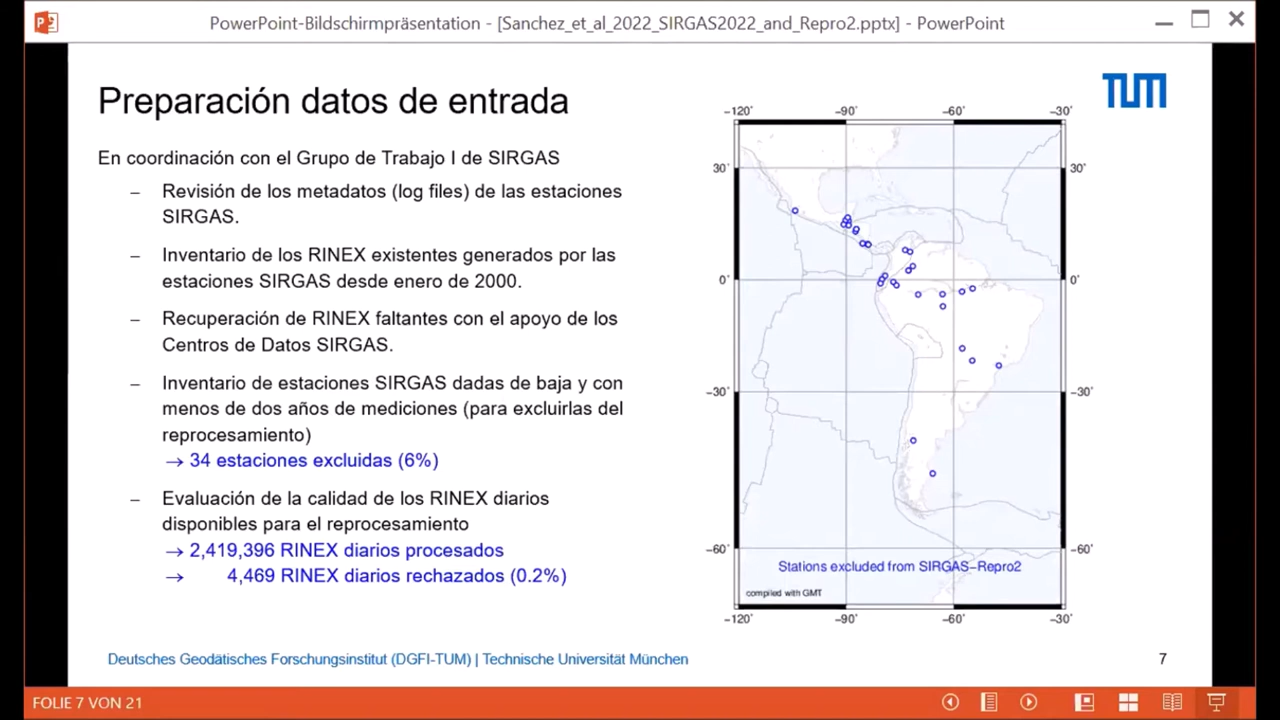 PowerPoint-Bildschirmpräsentation - [Sanchez_et_al_2022_SIRGAS2022_and_Repro2.pptx] - PowerPoint
Preparación datos de entrada
TUM
En coordinación con el Grupo de Trabajo I de SIRGAS
– Revisión de los metadatos (log files) de las estaciones
SIRGAS.
– Inventario de los RINEX existentes generados por las
estaciones SIRGAS desde enero de 2000.
– Recuperación de RINEX faltantes con el apoyo de los
Centros de Datos SIRGAS.
– Inventario de estaciones SIRGAS dadas de baja y con
menos de dos años de mediciones (para excluirlas del
reprocesamiento)
→ 34 estaciones excluidas (6%)
– Evaluación de la calidad de los RINEX diarios
disponibles para el reprocesamiento
→ 2,419,396 RINEX diarios procesados
→ 4,469 RINEX diarios rechazados (0.2%)
−120˚ −90˚ −60˚ −30˚
30˚ 30˚
0˚ 0˚
−30˚ −30˚
−60˚ −60˚
Stations excluded from SIRGAS−Repro2
compiled with GMT
−120˚ −90˚ −60˚ −30˚
Deutsches Geodätisches Forschungsinstitut (DGFI-TUM) | Technische Universität München
7
FOLIE 7 VON 21